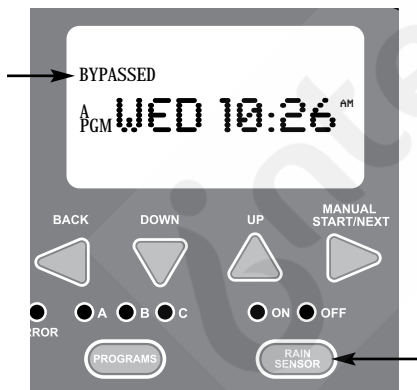 BYPASSED
A
PGM WED 10:26 AM
BACK DOWN UP MANUAL START/NEXT
A B C ON OFF
PROGRAMS RAIN SENSOR